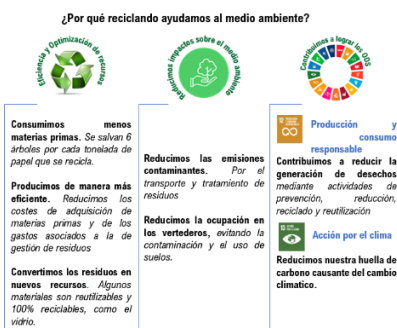 ¿Por qué reciclando ayudamos al medio ambiente?
Eficiencia y Optimización de recursos
Reducimos impactos sobre el medio ambiente
Contribuimos a lograr los ODS
Consumimos menos
materias primas. Se salvan 6
árboles por cada tonelada de
papel que se recicla.
Producimos de manera más
eficiente. Reducimos los
costes de adquisición de
materias primas y de los
gastos asociados a la de
gestión de residuos
Convertimos los residuos en
nuevos recursos. Algunos
materiales son reutilizables y
100% reciclables, como el
vidrio.
Reducimos las emisiones
contaminantes. Por el
transporte y tratamiento de
residuos
Reducimos la ocupación en
los vertederos, evitando la
contaminación y el uso de
suelos.
Producción y
consumo
responsable
Contribuimos a reducir la
generación de desechos
mediante actividades de
prevención, reducción,
reciclado y reutilización
Acción por el clima
Reducimos nuestra huella de
carbono causante del cambio
climatico.